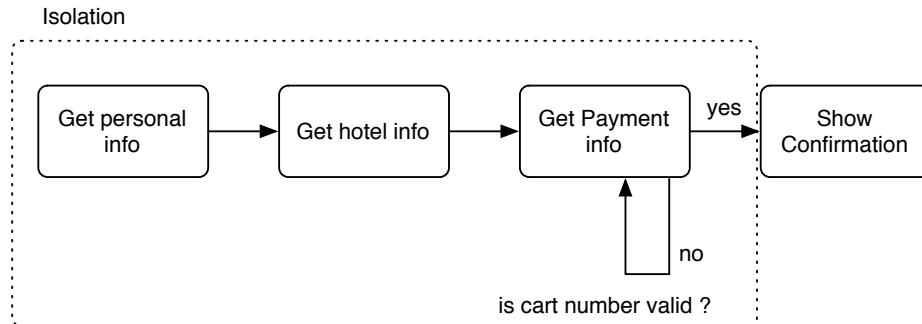 Isolation
Get personal
info
Get hotel info
Get Payment
info
yes
Show
Confirmation
no
is cart number valid ?